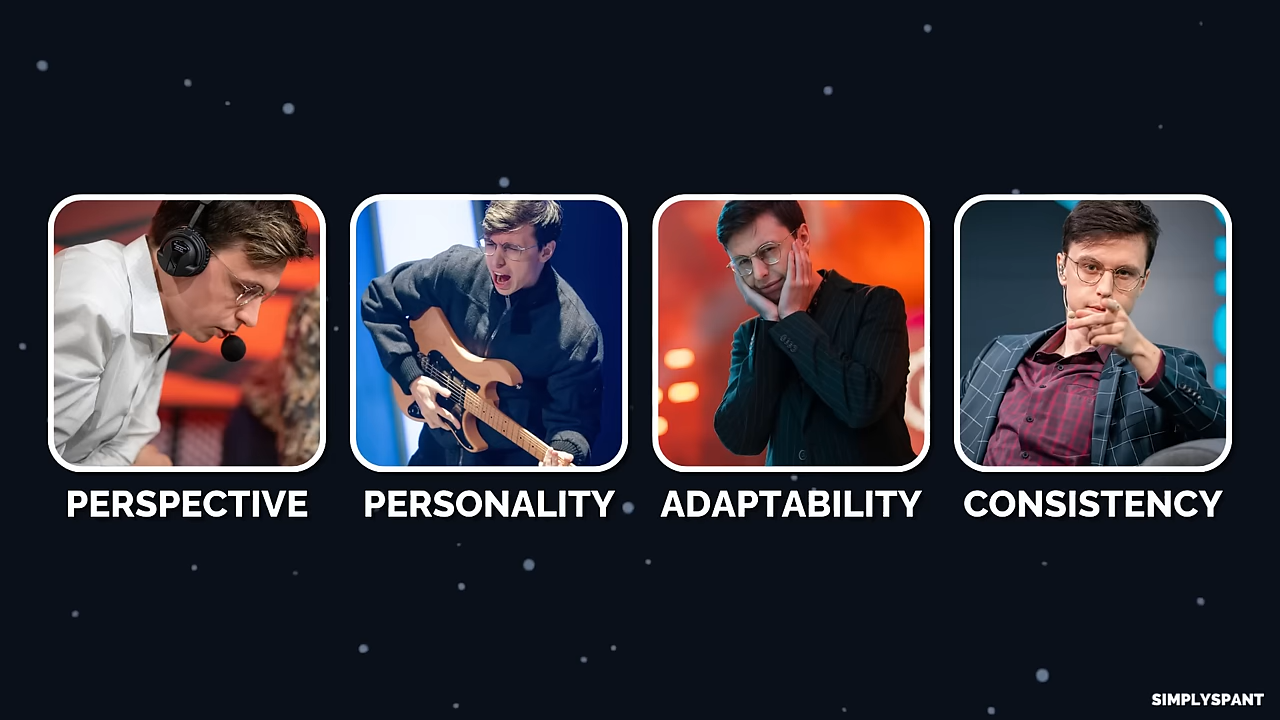 PERSPECTIVE
PERSONALITY
ADAPTABILITY
CONSISTENCY
SIMPLYSPANT